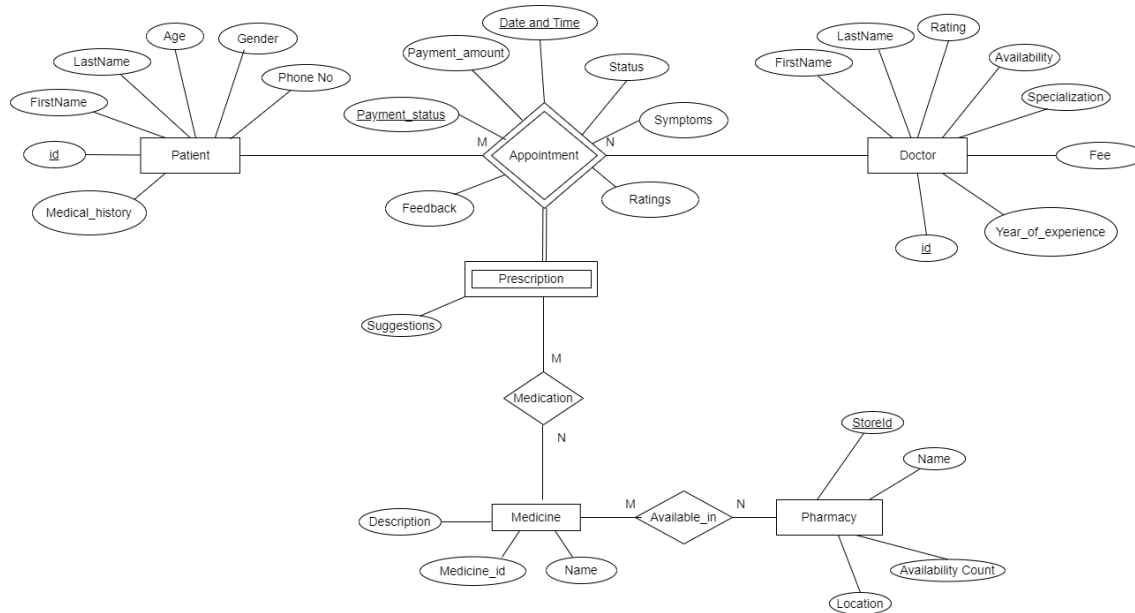 Date and Time
Age
Gender
Rating
LastName
Payment_amount
LastName
Availability
Status
FirstName
LastName
Phone No
FirstName
Payment_status
Symptoms
Specialization
id
Patient
M
Appointment
N
Doctor
Fee
Medical_history
Feedback
Ratings
Year_of_experience
id
Prescription
Suggestions
M
Medication
N
StoreId
Name
Description
Medicine
M
Available_in
N
Pharmacy
Medicine_id
Name
Availability Count
Location